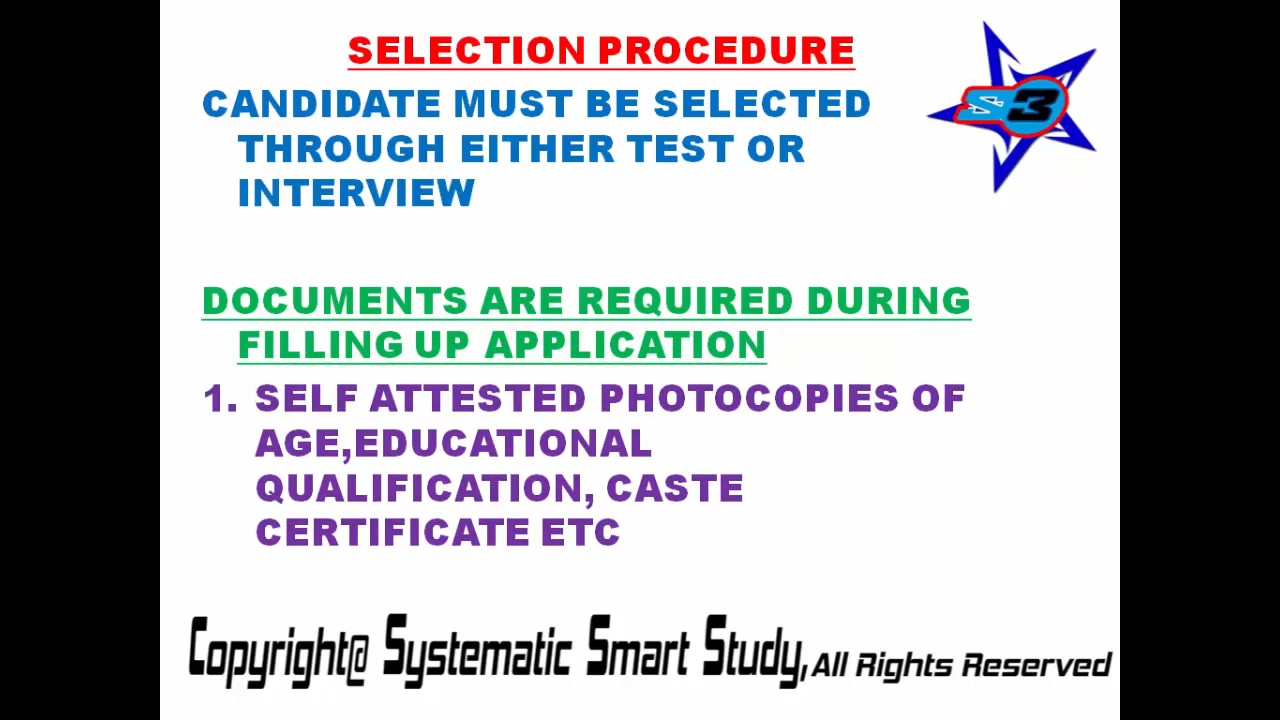 SELECTION PROCEDURE
CANDIDATE MUST BE SELECTED
THROUGH EITHER TEST OR
INTERVIEW
S3
DOCUMENTS ARE REQUIRED DURING
FILLING UP APPLICATION
1. SELF ATTESTED PHOTOCOPIES OF
AGE,EDUCATIONAL
QUALIFICATION, CASTE
CERTIFICATE ETC
Copyright@ Systematic Smart Study, All Rights Reserved